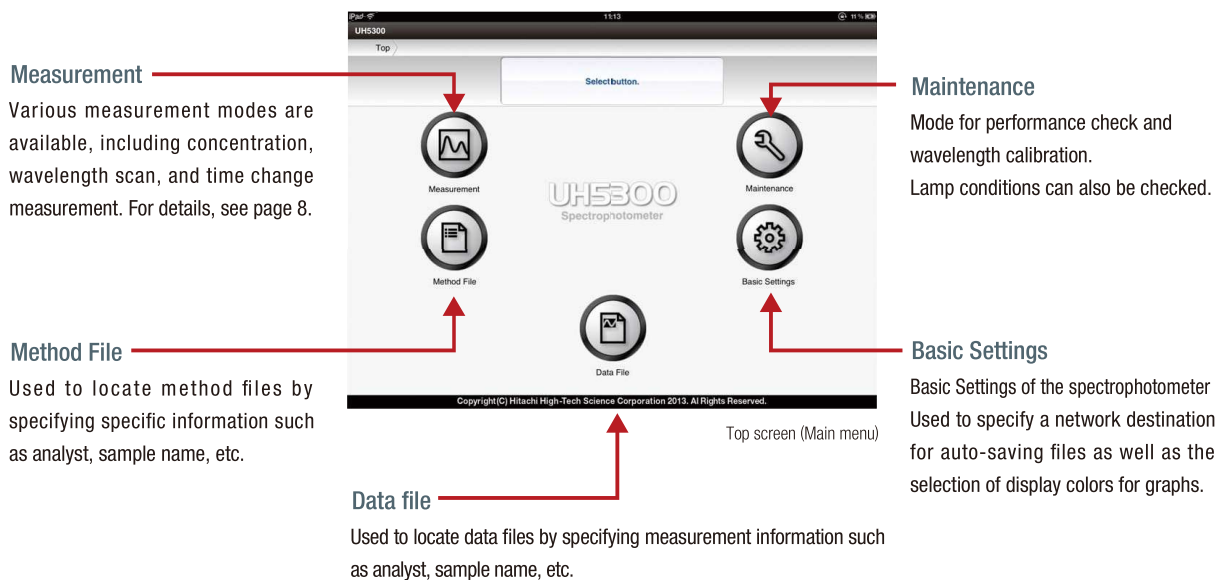 iPad 11:13 11 %
UH5300
Top
Select button.
Measurement
Various measurement modes are
available, including concentration,
wavelength scan, and time change
measurement. For details, see page 8.
Measurement
Method File
UH5300
Spectrophotometer
Maintenance
Basic Settings
Data File
Copyright(C) Hitachi High-Tech Science Corporation 2013. Al Rights Reserved.
Top screen (Main menu)
Maintenance
Mode for performance check and
wavelength calibration.
Lamp conditions can also be checked.
Method File
Used to locate method files by
specifying specific information such
as analyst, sample name, etc.
Basic Settings
Basic Settings of the spectrophotometer
Used to specify a network destination
for auto-saving files as well as the
selection of display colors for graphs.
Data file
Used to locate data files by specifying measurement information such
as analyst, sample name, etc.